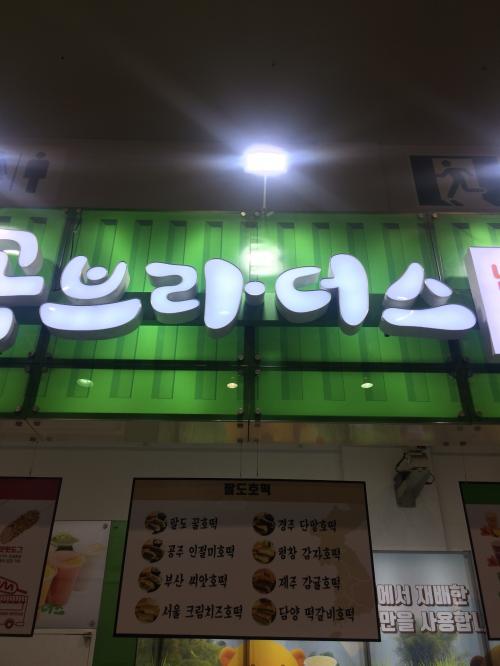 브라더스
팔도호떡
팔도 꿀호떡
공주 인절미호떡
부산 씨앗호떡
서울 크림치즈호떡
경주 단팥호떡
평창 감자호떡
제주 감귤호떡
담양 떡갈비호떡
에서 재배한
만을 사용합니